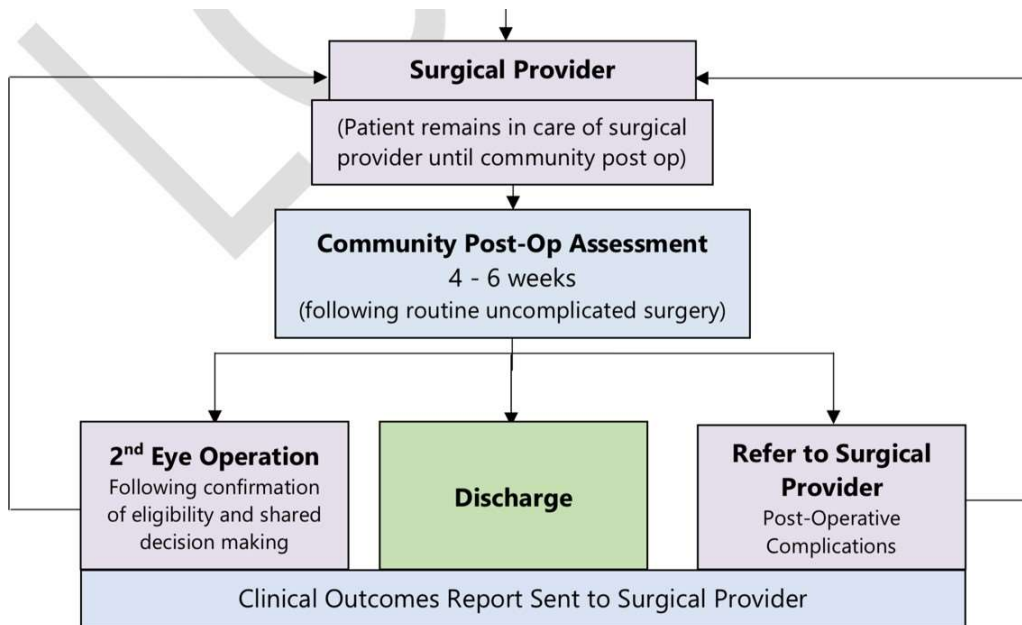 Surgical Provider
(Patient remains in care of surgical
provider until community post op)
Community Post-Op Assessment
4 - 6 weeks
(following routine uncomplicated surgery)
2nd Eye Operation
Following confirmation
of eligibility and shared
decision making
Discharge
Refer to Surgical
Provider
Post-Operative
Complications
Clinical Outcomes Report Sent to Surgical Provider